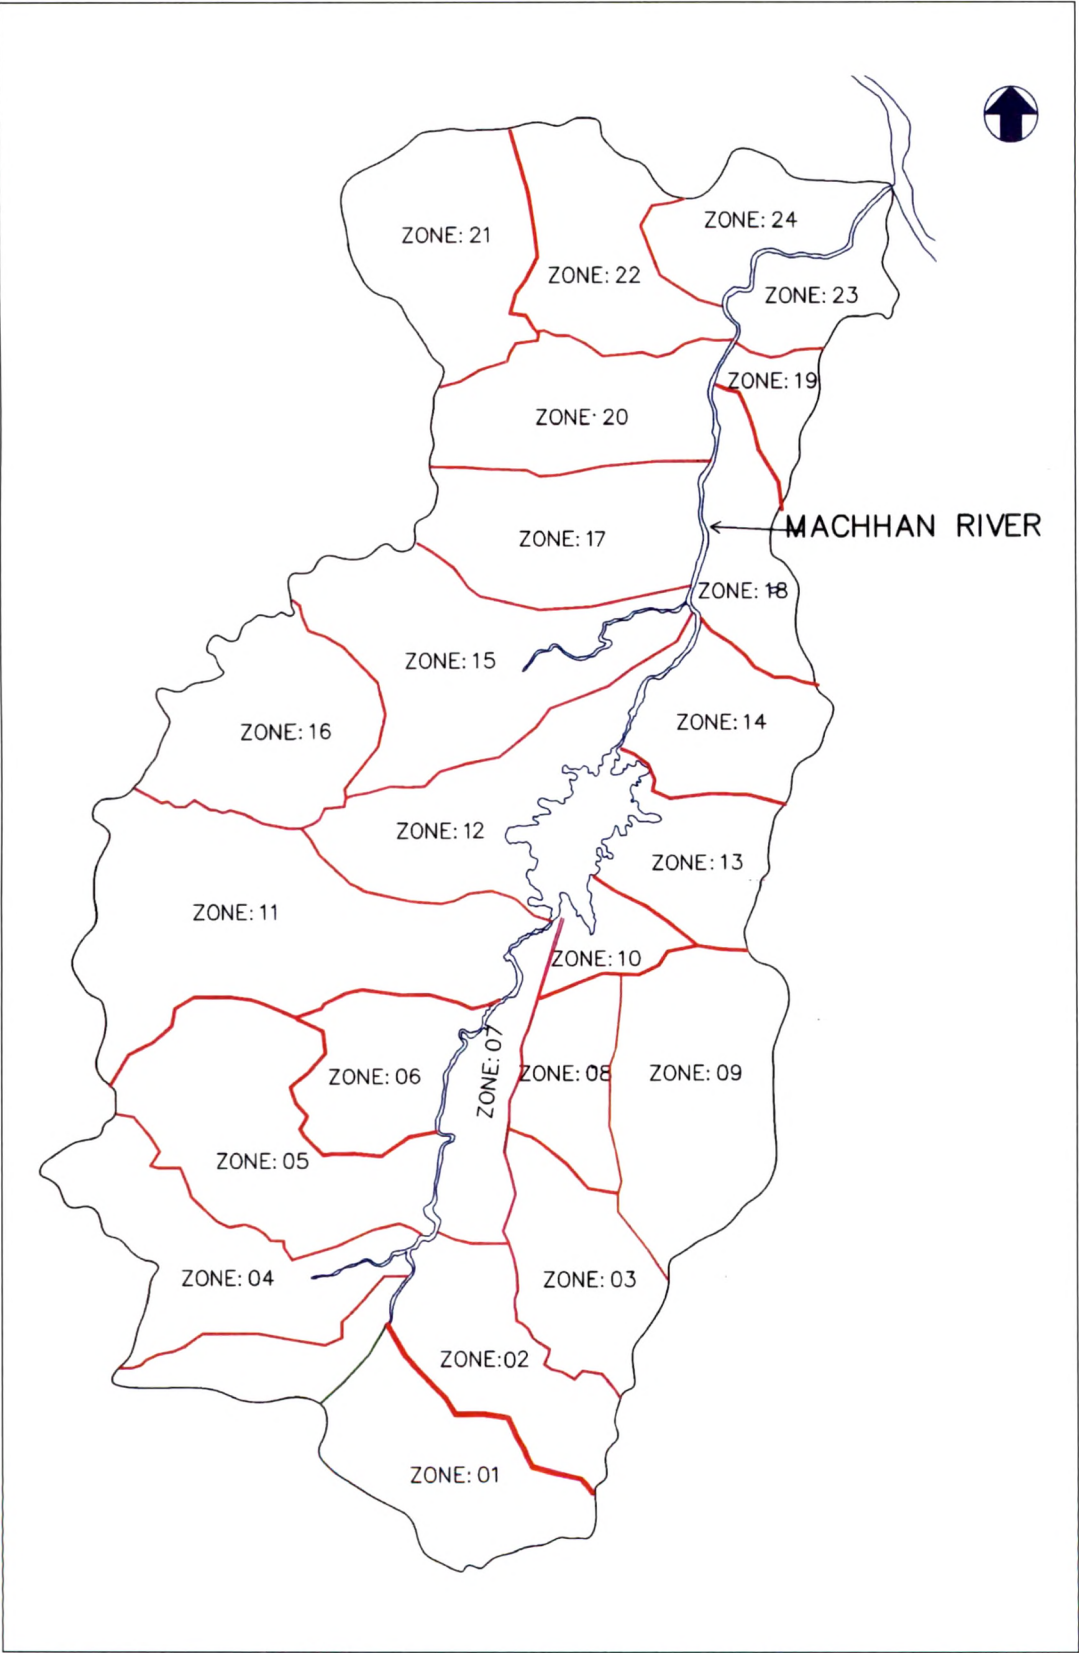 ZONE: 24
ZONE: 21
ZONE: 22
ZONE: 23
ZONE: 19
ZONE: 20
MACHHAN RIVER
ZONE: 17
ZONE: 18
ZONE: 15
ZONE: 14
ZONE: 16
ZONE: 12
ZONE: 13
ZONE: 11
ZONE: 10
ZONE: 07
ZONE: 06
ZONE: 08
ZONE: 09
ZONE: 05
ZONE: 04
ZONE: 03
ZONE:02
ZONE: 01